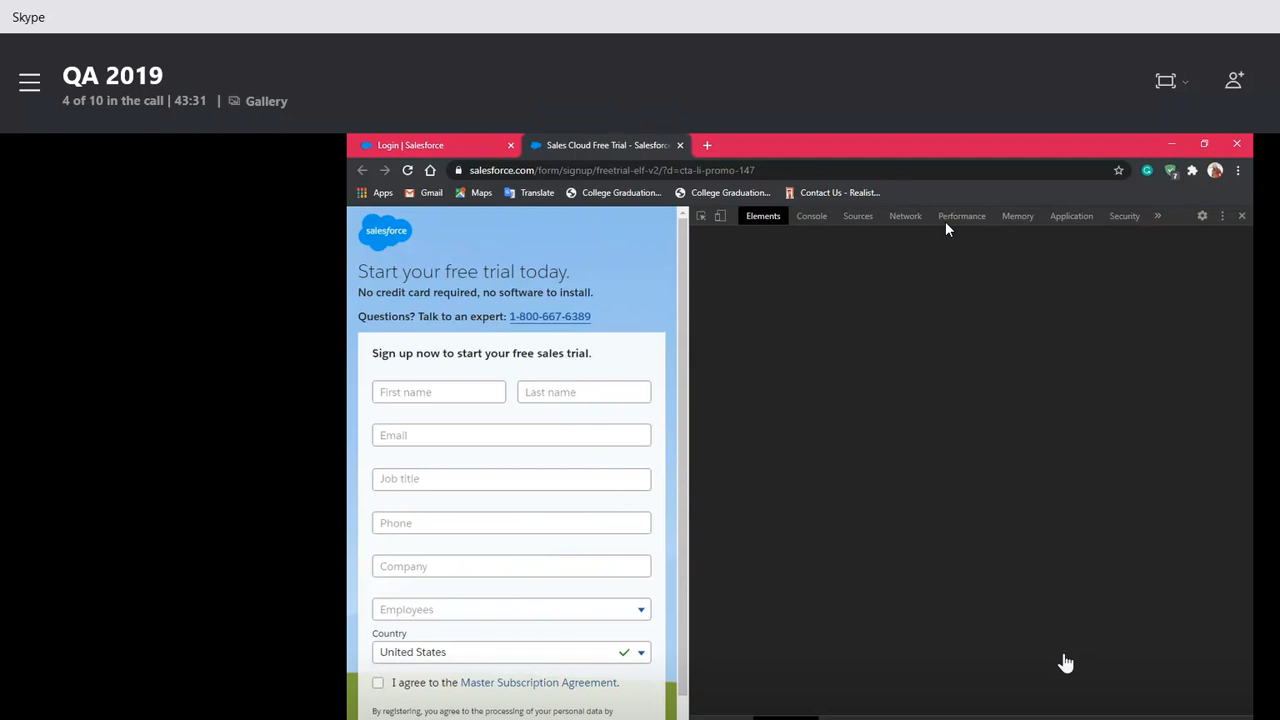 Skype
QA 2019
4 of 10 in the call | 43:31 | Gallery
Login | Salesforce
Sales Cloud Free Trial - Salesforc
salesforce.com/form/signup/freetrial-elf-v2/?d=cta-li-promo-147
Apps Gmail Maps Translate College Graduation... College Graduation... Contact Us - Realist...
Elements Console Sources Network Performance Memory Application Security »
salesforce
Start your free trial today.
No credit card required, no software to install.
Questions? Talk to an expert: 1-800-667-6389
Sign up now to start your free sales trial.
First name Last name
Email
Job title
Phone
Company
Employees
Country
United States
I agree to the Master Subscription Agreement.
By registering, you agree to the processing of your personal data by